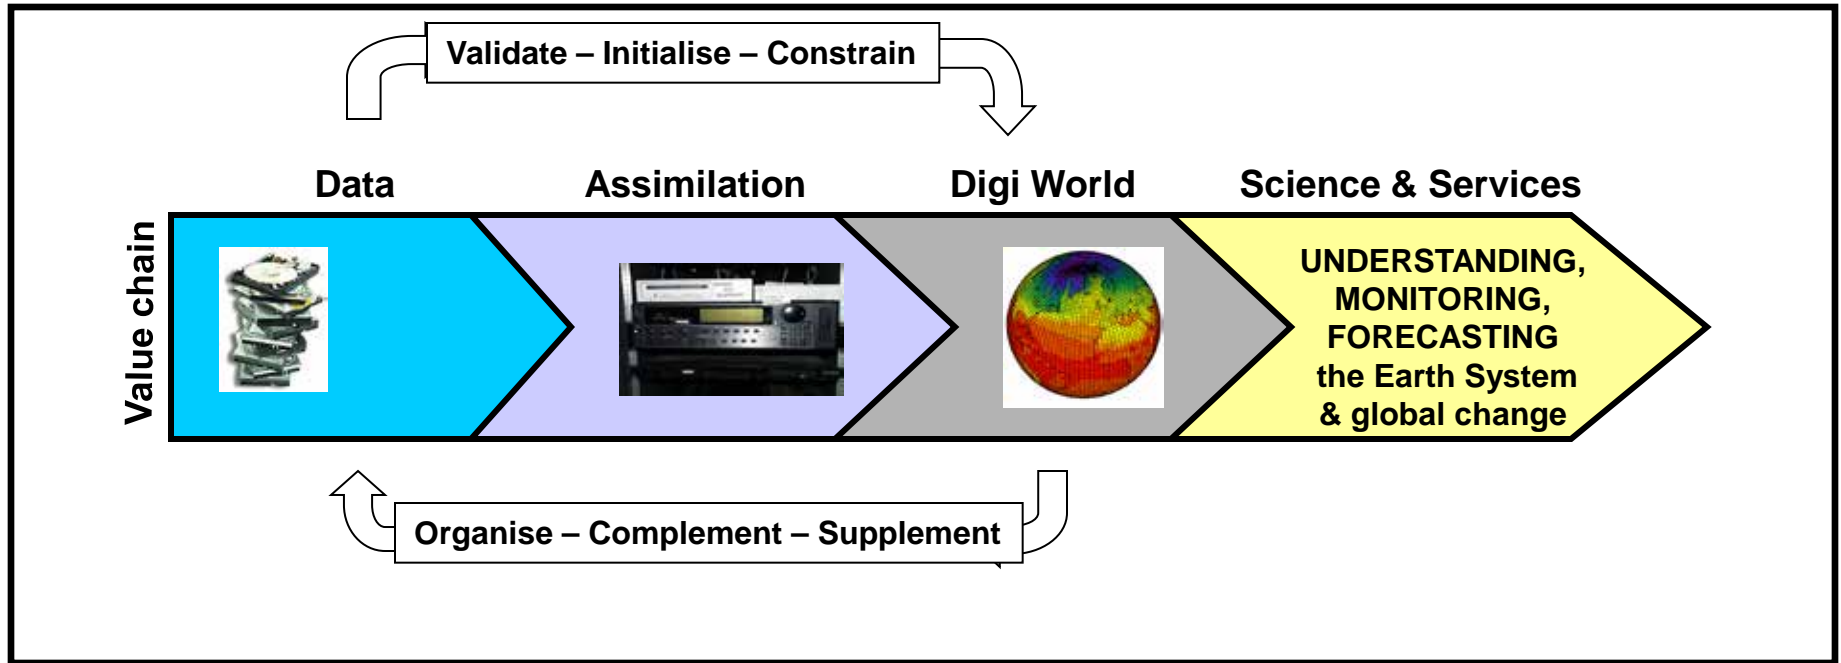 Validate – Initialise – Constrain
Data
Assimilation
Digi World
Science & Services
Value chain
UNDERSTANDING,
MONITORING,
FORECASTING
the Earth System
& global change
Organise – Complement – Supplement